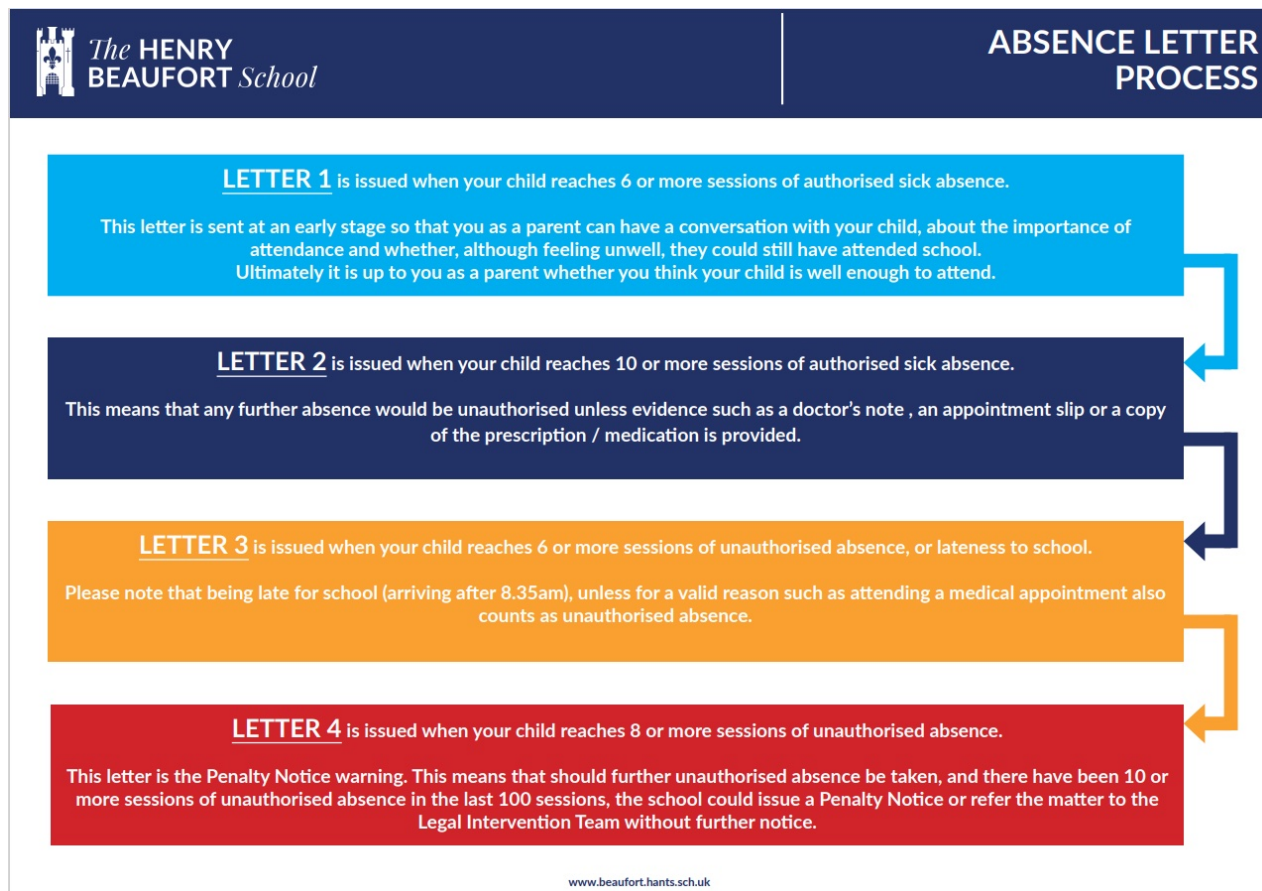 The HENRY
BEAUFORT School
ABSENCE LETTER
PROCESS
LETTER 1 is issued when your child reaches 6 or more sessions of authorised sick absence.
This letter is sent at an early stage so that you as a parent can have a conversation with your child, about the importance of
attendance and whether, although feeling unwell, they could still have attended school.
Ultimately it is up to you as a parent whether you think your child is well enough to attend.
LETTER 2 is issued when your child reaches 10 or more sessions of authorised sick absence.
This means that any further absence would be unauthorised unless evidence such as a doctor’s note , an appointment slip or a copy
of the prescription / medication is provided.
LETTER 3 is issued when your child reaches 6 or more sessions of unauthorised absence, or lateness to school.
Please note that being late for school (arriving after 8.35am), unless for a valid reason such as attending a medical appointment also
counts as unauthorised absence.
LETTER 4 is issued when your child reaches 8 or more sessions of unauthorised absence.
This letter is the Penalty Notice warning. This means that should further unauthorised absence be taken, and there have been 10 or
more sessions of unauthorised absence in the last 100 sessions, the school could issue a Penalty Notice or refer the matter to the
Legal Intervention Team without further notice.
www.beaufort.hants.sch.uk